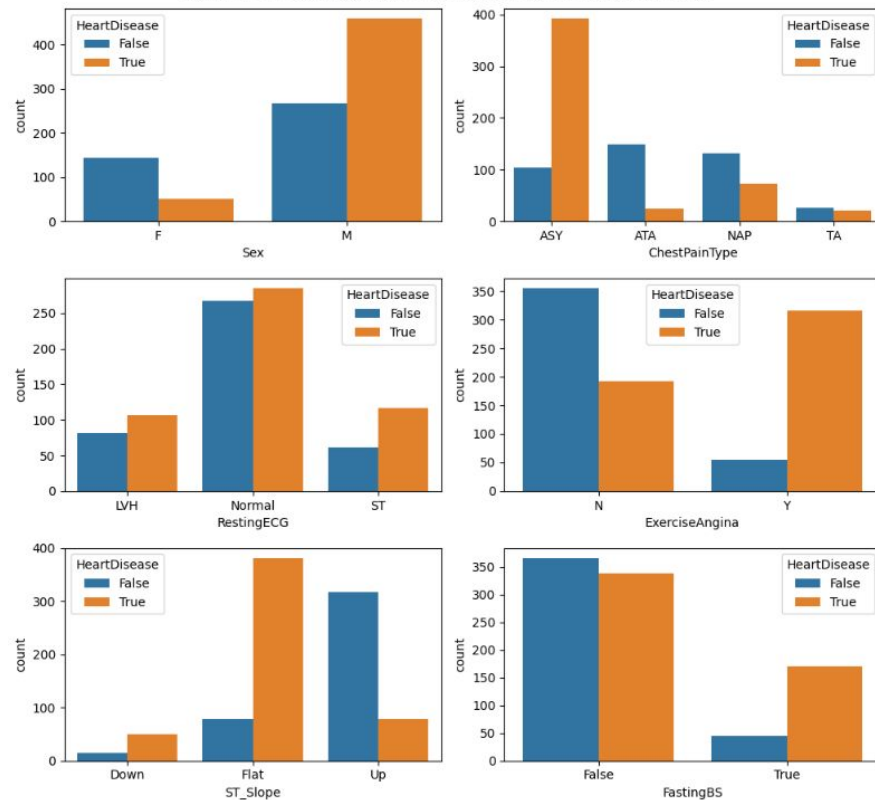 HeartDisease
False
True
count
400
300
200
100
0
F M
Sex
HeartDisease
False
True
count
400
300
200
100
0
ASY ATA NAP TA
ChestPainType
HeartDisease
False
True
count
250
200
150
100
50
0
LVH Normal ST
RestingECG
HeartDisease
False
True
count
350
300
250
200
150
100
50
0
N Y
ExerciseAngina
HeartDisease
False
True
count
400
300
200
100
0
Down Flat Up
ST_Slope
HeartDisease
False
True
count
350
300
250
200
150
100
50
0
False True
FastingBS